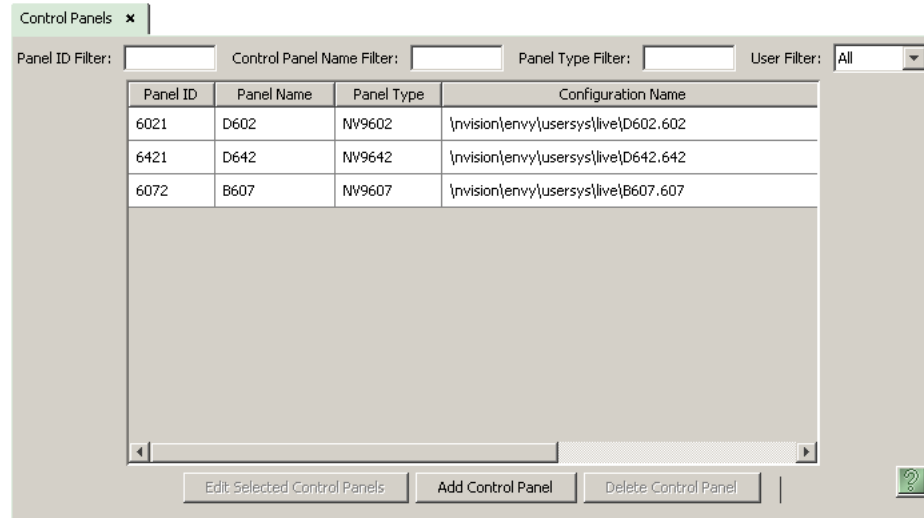 Control Panels ×
Panel ID Filter: Control Panel Name Filter: Panel Type Filter: User Filter: All
Panel ID Panel Name Panel Type Configuration Name
6021 D602 NV9602 \nvision\envy\usersys\live\D602.602
6421 D642 NV9642 \nvision\envy\usersys\live\D642.642
6072 B607 NV9607 \nvision\envy\usersys\live\B607.607
Edit Selected Control Panels Add Control Panel Delete Control Panel ?